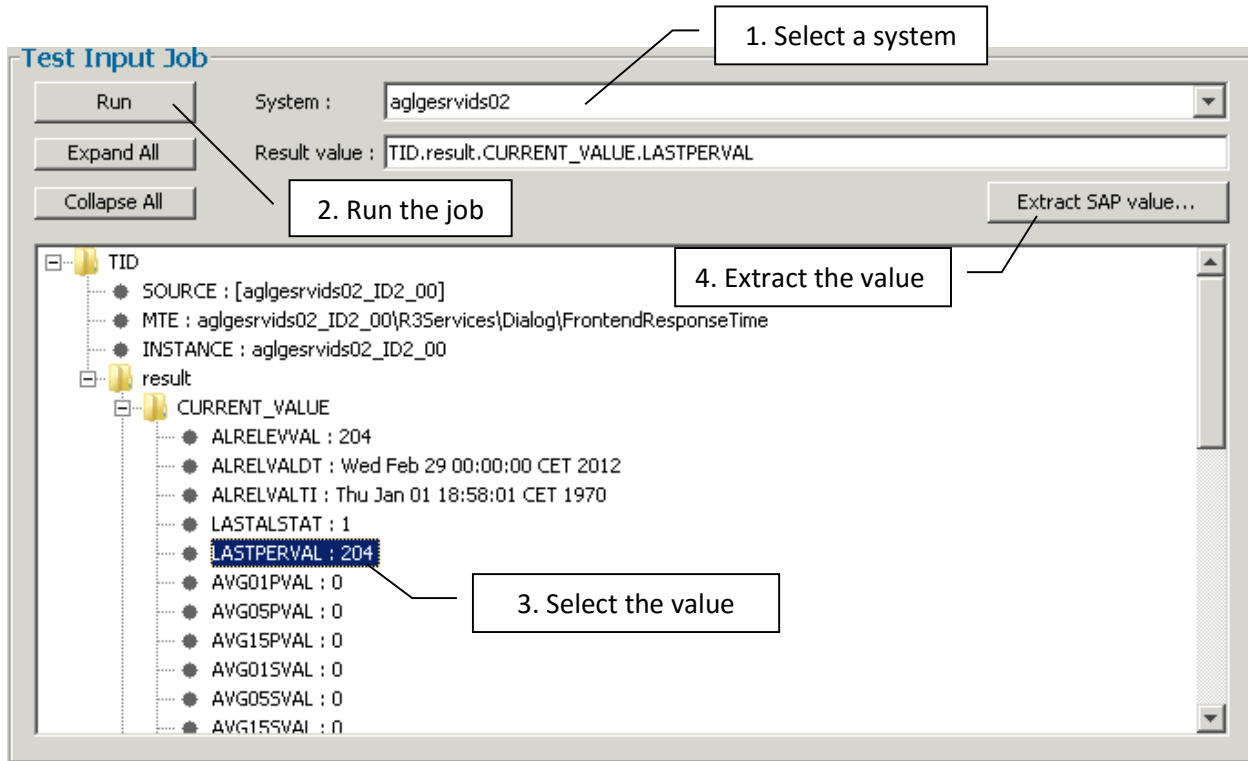 1. Select a system
Test Input Job
Run
System :
aglgesrvids02
Expand All
Result value :
TID.result.CURRENT_VALUE.LASTPERVAL
Collapse All
2. Run the job
Extract SAP value...
4. Extract the value
TID
SOURCE : [aglgesrvids02_ID2_00]
MTE : aglgesrvids02_ID2_00\R3Services\Dialog\FrontendResponseTime
INSTANCE : aglgesrvids02_ID2_00
result
CURRENT_VALUE
ALRELEVVAL : 204
ALRELVALDT : Wed Feb 29 00:00:00 CET 2012
ALRELVALTI : Thu Jan 01 18:58:01 CET 1970
LASTALSTAT : 1
LASTPERVAL : 204
AVG01PVAL : 0
3. Select the value
AVG05PVAL : 0
AVG15PVAL : 0
AVG01SVAL : 0
AVG05SVAL : 0
AVG15SVAL : 0